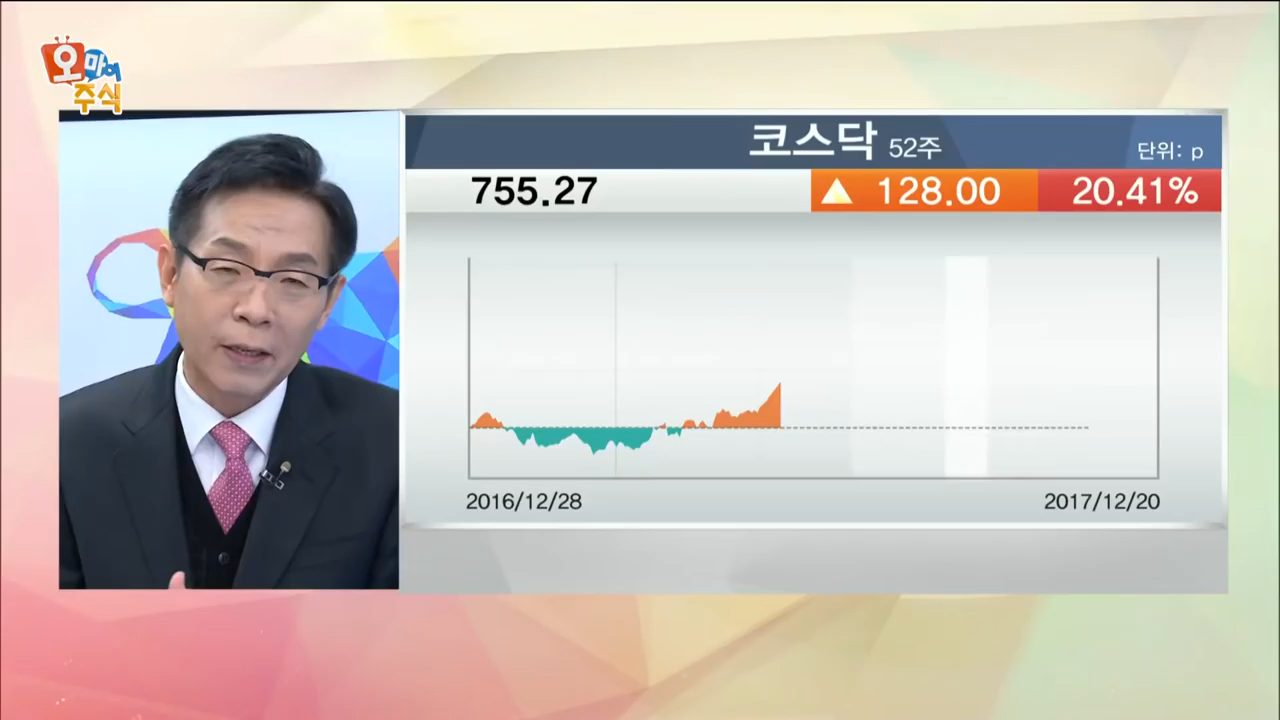 오마이
주식
코스닥 52주
단위: p
755.27
▲ 128.00
20.41%
2016/12/28
2017/12/20